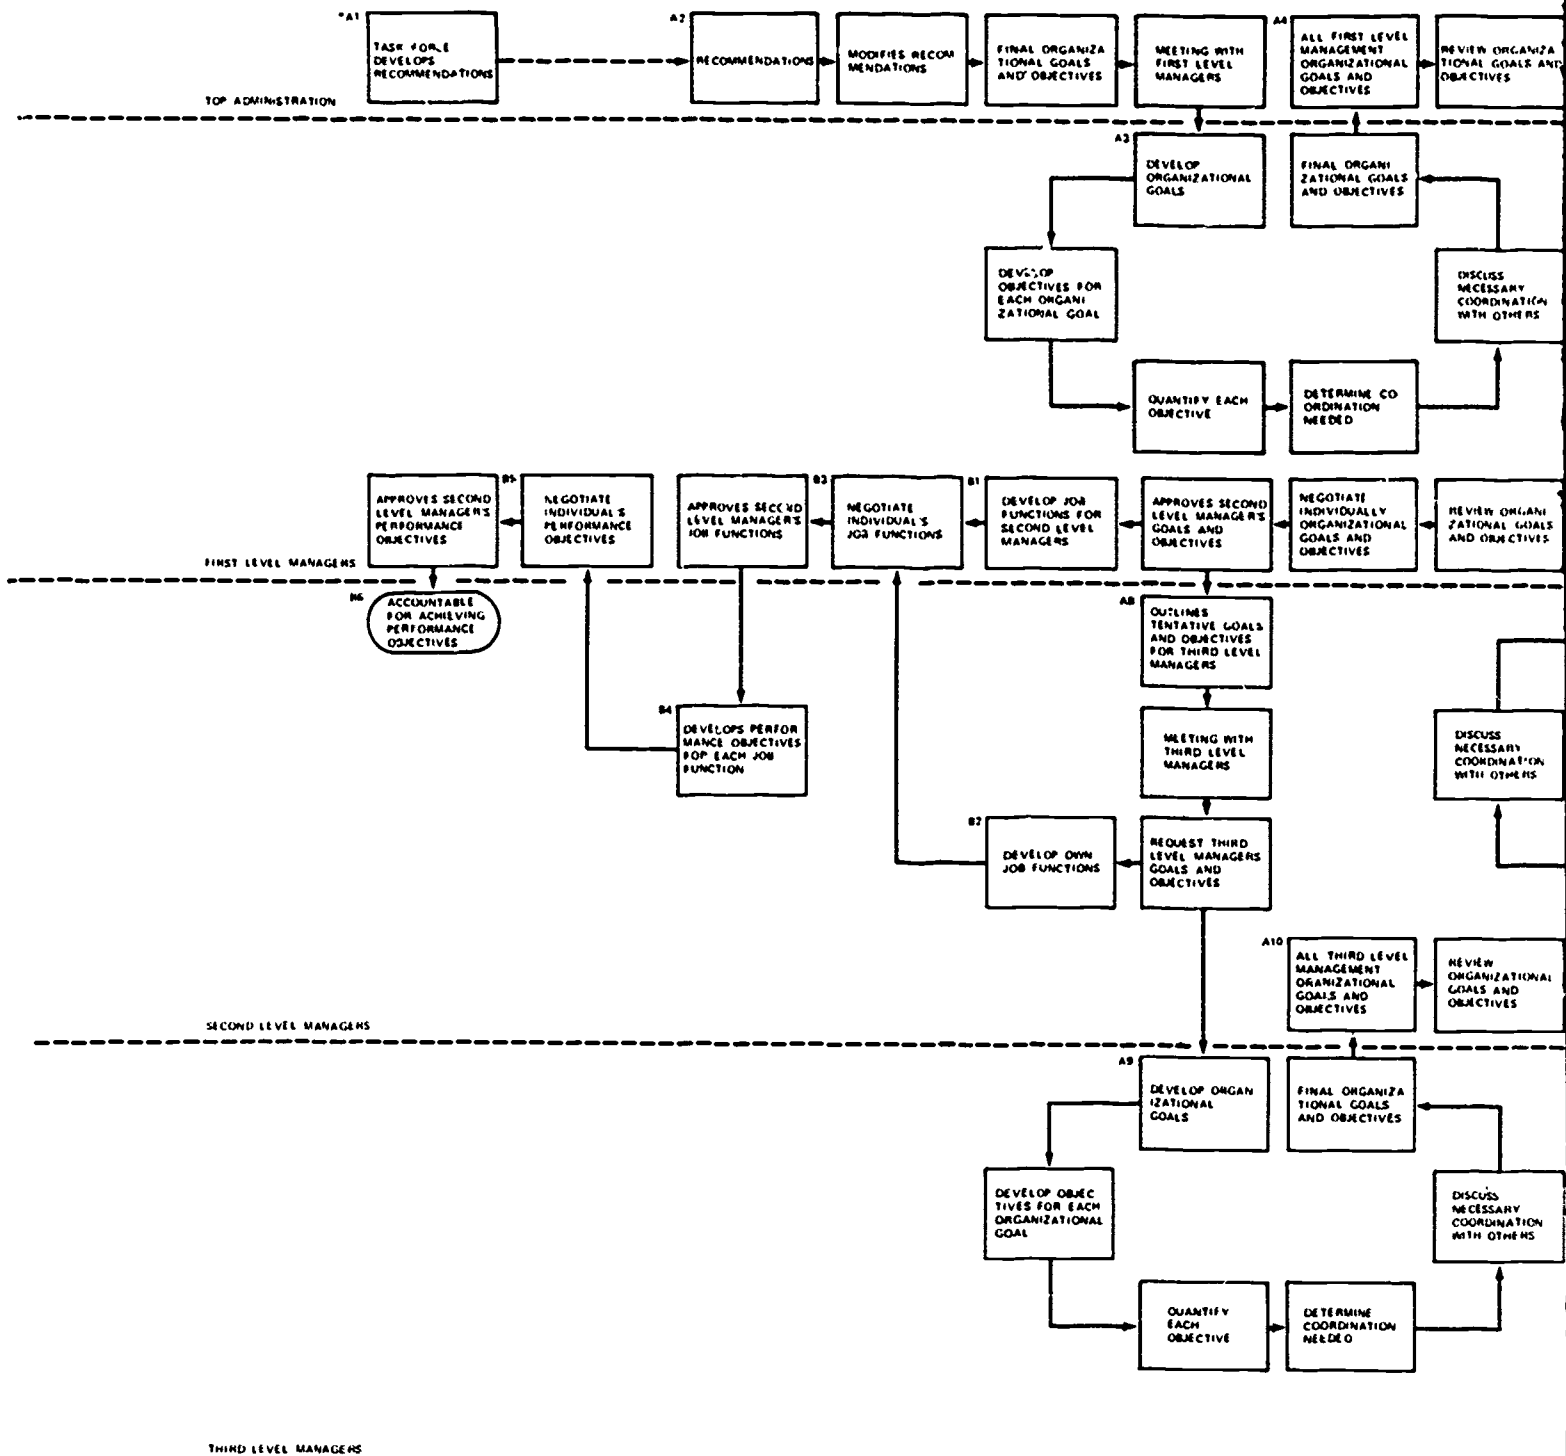 *A1
TASK FORCE
DEVELOPS
RECOMMENDATIONS
A2
RECOMMENDATIONS
MODIFIES RECOM
MENDATIONS
FINAL ORGANIZA
TIONAL GOALS
AND OBJECTIVES
MEETING WITH
FIRST LEVEL
MANAGERS
A4
ALL FIRST LEVEL
MANAGEMENT
ORGANIZATIONAL
GOALS AND
OBJECTIVES
REVIEW ORGANIZA
TIONAL GOALS AND
OBJECTIVES
TOP ADMINISTRATION
A3
DEVELOP
ORGANIZATIONAL
GOALS
FINAL ORGANI
ZATIONAL GOALS
AND OBJECTIVES
DEVELOP
OBJECTIVES FOR
EACH ORGANI
ZATIONAL GOAL
DISCUSS
NECESSARY
COORDINATION
WITH OTHERS
QUANTIFY EACH
OBJECTIVE
DETERMINE CO
ORDINATION
NEEDED
APPROVES SECOND
LEVEL MANAGER'S
PERFORMANCE
OBJECTIVES
B5
NEGOTIATE
INDIVIDUAL'S
PERFORMANCE
OBJECTIVES
APPROVES SECOND
LEVEL MANAGER'S
JOB FUNCTIONS
B3
NEGOTIATE
INDIVIDUAL'S
JOB FUNCTIONS
B1
DEVELOP JOB
FUNCTIONS FOR
SECOND LEVEL
MANAGERS
APPROVES SECOND
LEVEL MANAGER'S
GOALS AND
OBJECTIVES
NEGOTIATE
INDIVIDUALLY
ORGANIZATIONAL
GOALS AND
OBJECTIVES
REVIEW ORGANI
ZATIONAL GOALS
AND OBJECTIVES
FIRST LEVEL MANAGERS
B6
ACCOUNTABLE
FOR ACHIEVING
PERFORMANCE
OBJECTIVES
A8
OUTLINES
TENTATIVE GOALS
AND OBJECTIVES
FOR THIRD LEVEL
MANAGERS
B4
DEVELOPS PERFOR
MANCE OBJECTIVES
FOR EACH JOB
FUNCTION
MEETING WITH
THIRD LEVEL
MANAGERS
DISCUSS
NECESSARY
COORDINATION
WITH OTHERS
B2
DEVELOP OWN
JOB FUNCTIONS
REQUEST THIRD
LEVEL MANAGERS
GOALS AND
OBJECTIVES
A10
ALL THIRD LEVEL
MANAGEMENT
ORANIZATIONAL
GOALS AND
OBJECTIVES
REVIEW
ORGANIZATIONAL
GOALS AND
OBJECTIVES
SECOND LEVEL MANAGERS
A9
DEVELOP ORGAN
IZATIONAL
GOALS
FINAL ORGANIZA
TIONAL GOALS
AND OBJECTIVES
DEVELOP OBJEC
TIVES FOR EACH
ORGANIZATIONAL
GOAL
DISCUSS
NECESSARY
COORDINATION
WITH OTHERS
QUANTIFY
EACH
OBJECTIVE
DETERMINE
COORDINATION
NEEDED
THIRD LEVEL MANAGERS